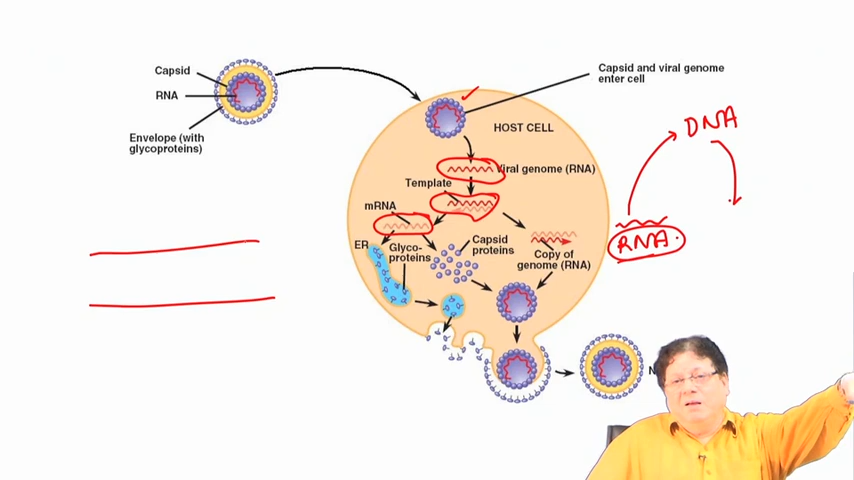 Capsid
RNA
Envelope (with
glycoproteins)
Capsid and viral genome
enter cell
HOST CELL
Viral genome (RNA)
Template
mRNA
ER
Glyco-
proteins
Capsid
proteins
Copy of
genome (RNA)
DNA
RNA
N